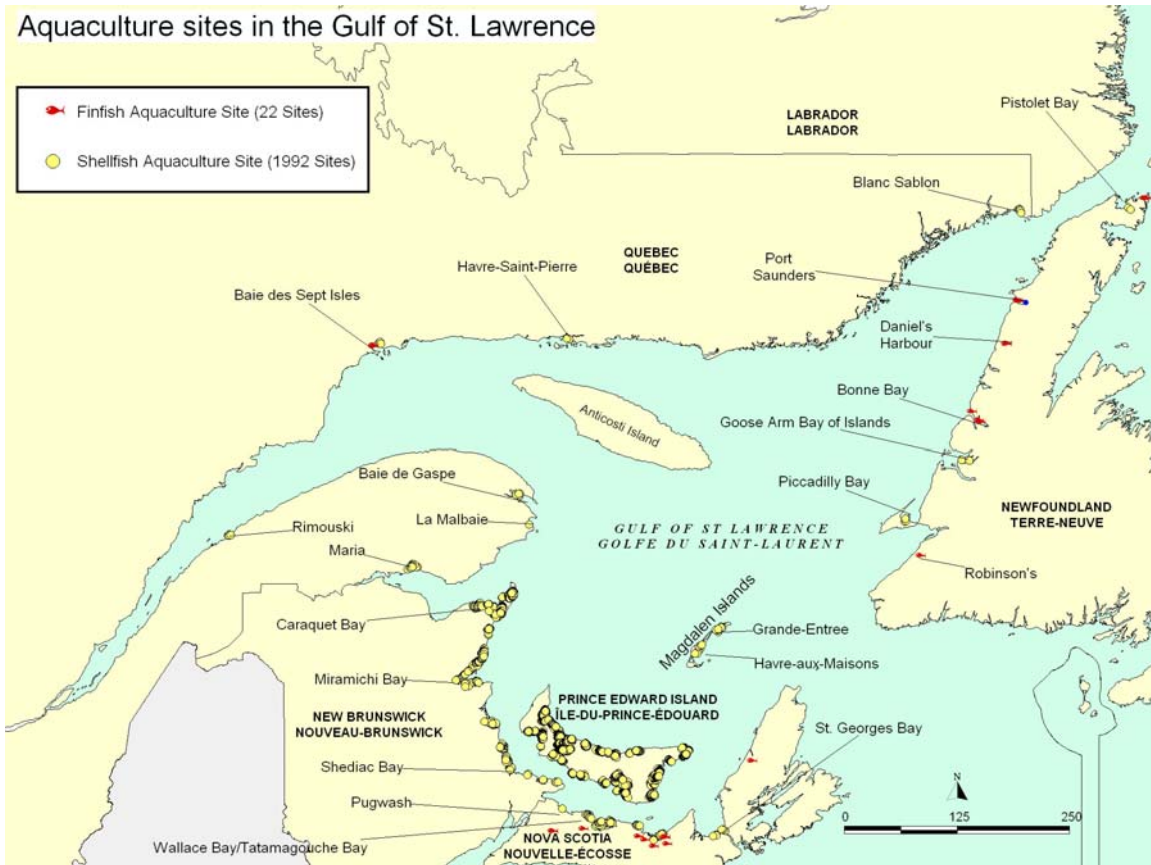 Aquaculture sites in the Gulf of St. Lawrence
Finfish Aquaculture Site (22 Sites)
Shellfish Aquaculture Site (1992 Sites)
LABRADOR
LABRADOR
Pistolet Bay
Blanc Sablon
QUEBEC
QUÉBEC
Port
Saunders
Havre-Saint-Pierre
Baie des Sept Isles
Daniel's
Harbour
Bonne Bay
Anticosti Island
Goose Arm Bay of Islands
Baie de Gaspe
Piccadilly Bay
La Malbaie
NEWFOUNDLAND
TERRE-NEUVE
Rimouski
GULF OF ST LAWRENCE
GOLFE DU SAINT-LAURENT
Maria
Robinson's
Caraquet Bay
Magdalen Islands
Grande-Entree
Havre-aux-Maisons
Miramichi Bay
PRINCE EDWARD ISLAND
ÎLE-DU-PRINCE-ÉDOUARD
NEW BRUNSWICK
NOUVEAU-BRUNSWICK
St. Georges Bay
Shediac Bay
N
Pugwash
0 125 250
NOVA SCOTIA
NOUVELLE-ÉCOSSE
Wallace Bay/Tatamagouche Bay